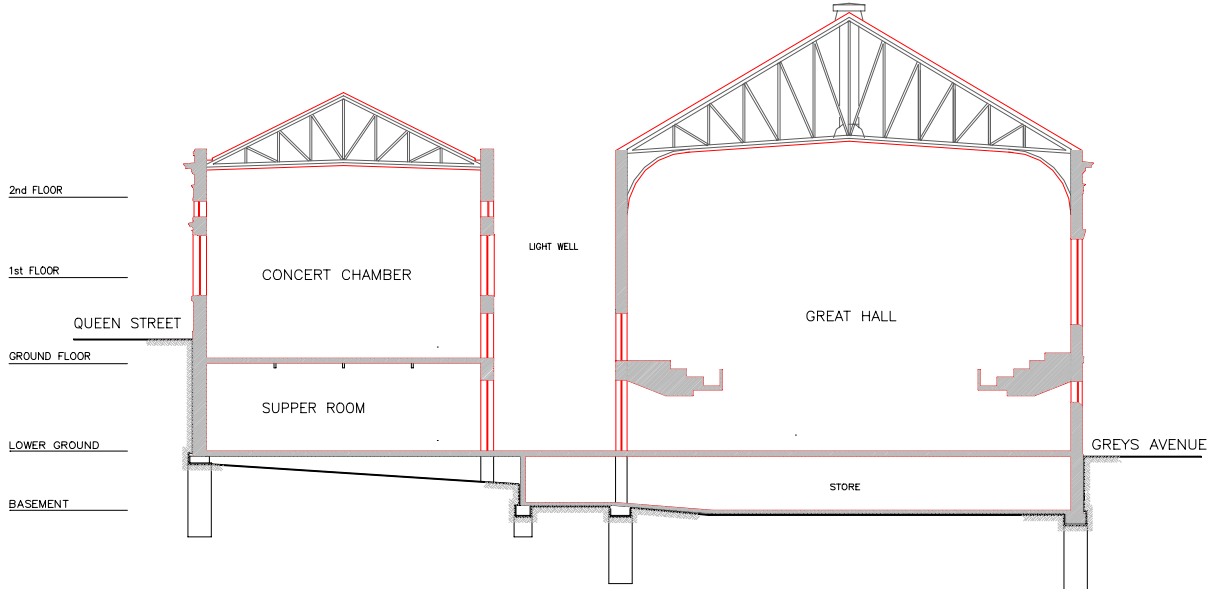 2nd FLOOR
LIGHT WELL
1st FLOOR
CONCERT CHAMBER
GREAT HALL
QUEEN STREET
GROUND FLOOR
SUPPER ROOM
LOWER GROUND
GREYS AVENUE
STORE
BASEMENT